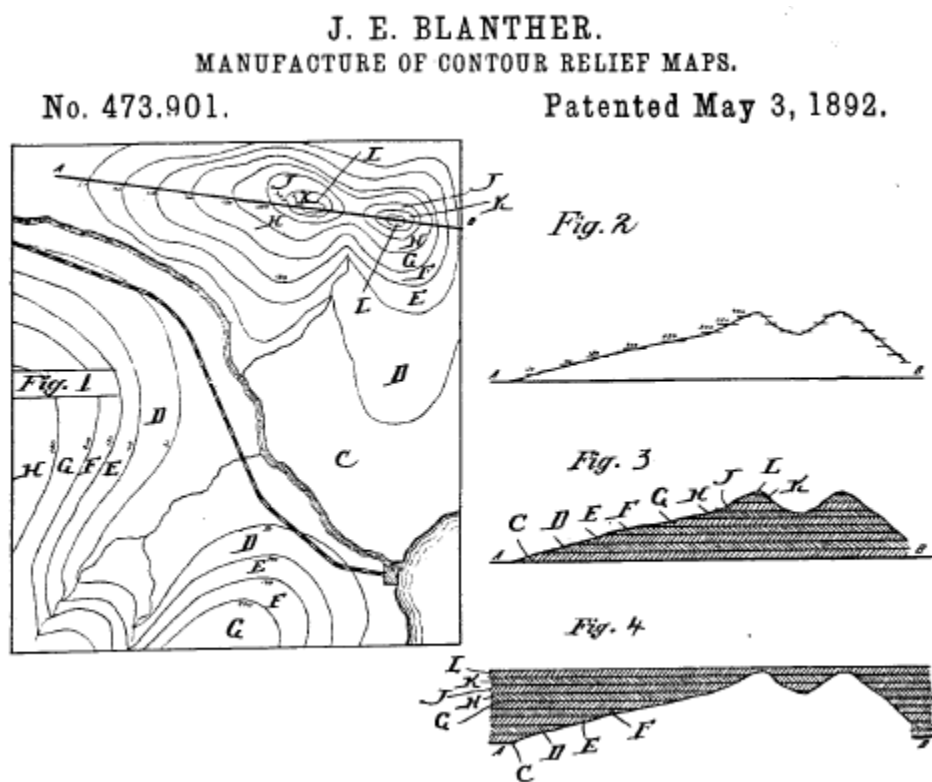 J. E. BLANTHER.
MANUFACTURE OF CONTOUR RELIEF MAPS.
No. 473.901. Patented May 3, 1892.
Fig. 1
A
L
J
K
H
J
K
B
H
G
F
E
L
D
C
D
H G F E
D
E
F
G
Fig. 2
A B
Fig. 3
C D E F G H J L K
A B
Fig. 4
L
K
J H
G
A B
C D E F